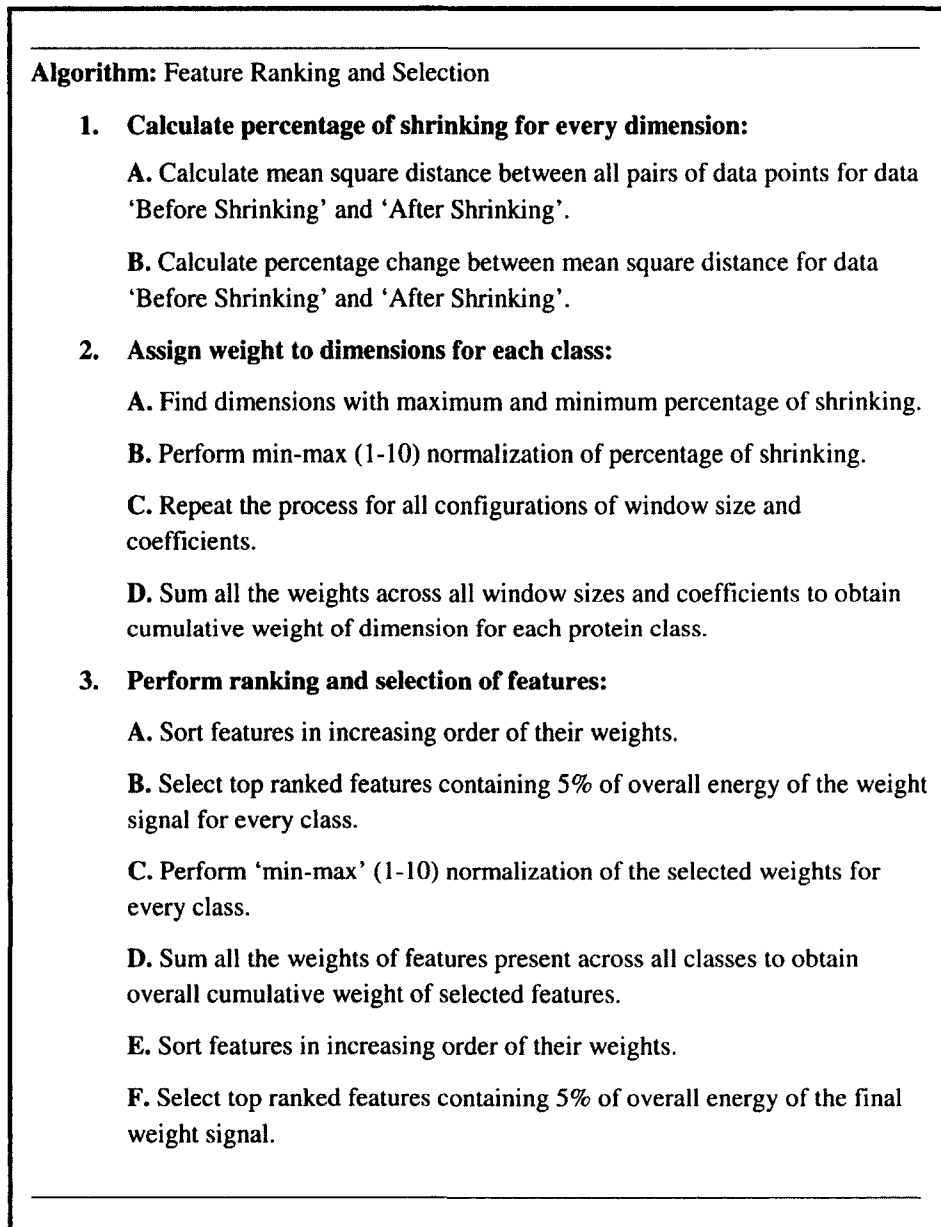 Algorithm: Feature Ranking and Selection
1. Calculate percentage of shrinking for every dimension:
A. Calculate mean square distance between all pairs of data points for data
‘Before Shrinking’ and ‘After Shrinking’.
B. Calculate percentage change between mean square distance for data
‘Before Shrinking’ and ‘After Shrinking’.
2. Assign weight to dimensions for each class:
A. Find dimensions with maximum and minimum percentage of shrinking.
B. Perform min-max (1-10) normalization of percentage of shrinking.
C. Repeat the process for all configurations of window size and
coefficients.
D. Sum all the weights across all window sizes and coefficients to obtain
cumulative weight of dimension for each protein class.
3. Perform ranking and selection of features:
A. Sort features in increasing order of their weights.
B. Select top ranked features containing 5% of overall energy of the weight
signal for every class.
C. Perform ‘min-max’ (1-10) normalization of the selected weights for
every class.
D. Sum all the weights of features present across all classes to obtain
overall cumulative weight of selected features.
E. Sort features in increasing order of their weights.
F. Select top ranked features containing 5% of overall energy of the final
weight signal.